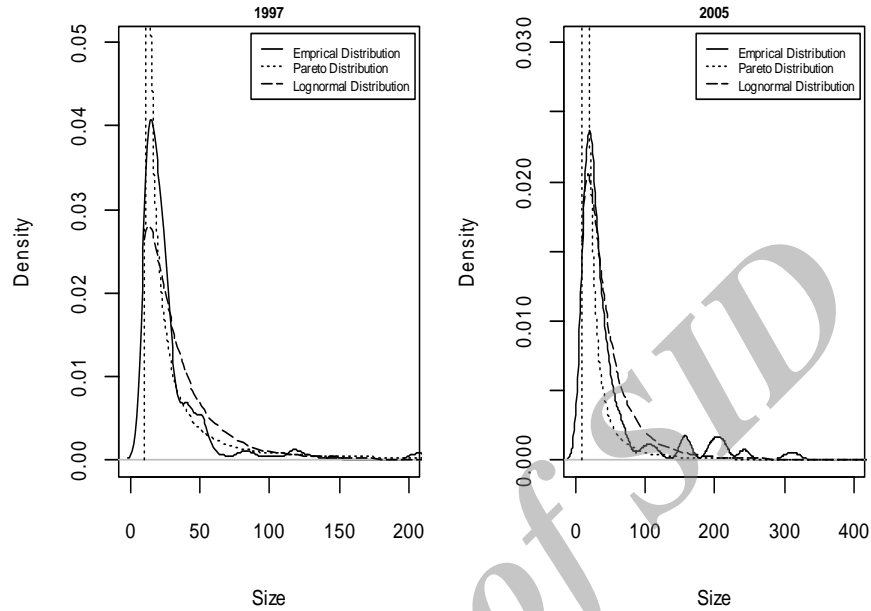 1997
Emprical Distribution
Pareto Distribution
Lognormal Distribution
Density
0.00 0.01 0.02 0.03 0.04 0.05
0 50 100 150 200
Size
2005
Emprical Distribution
Pareto Distribution
Lognormal Distribution
Density
0.000 0.010 0.020 0.030
0 100 200 300 400
Size
of SID